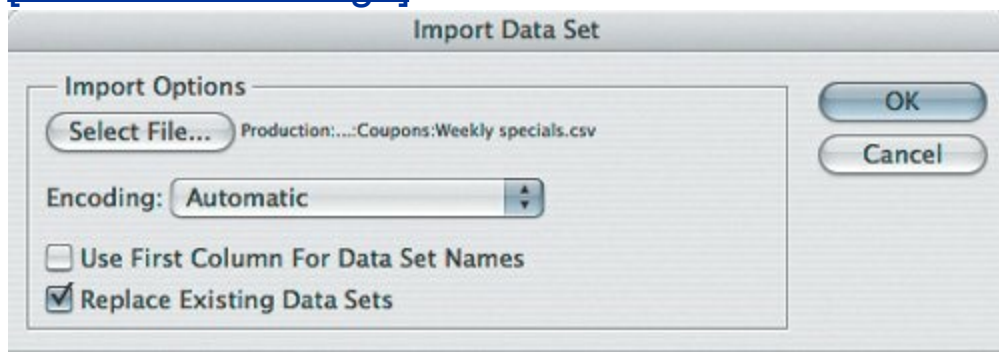 Import Data Set
Import Options
Select File... Production:...:Coupons:Weekly specials.csv
Encoding: Automatic
Use First Column For Data Set Names
Replace Existing Data Sets
OK
Cancel